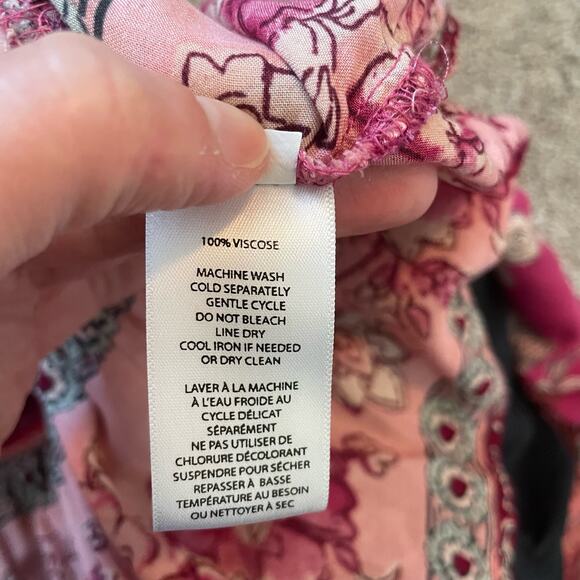 100% VISCOSE
MACHINE WASH
COLD SEPARATELY
GENTLE CYCLE
DO NOT BLEACH
LINE DRY
COOL IRON IF NEEDED
OR DRY CLEAN
LAVER À LA MACHINE
À L'EAU FROIDE AU
CYCLE DÉLICAT
SÉPARÉMENT
NE PAS UTILISER DE
CHLORURE DÉCOLORANT
SUSPENDRE POUR SÉCHER
REPASSER À BASSE
TEMPÉRATURE AU BESOIN
OU NETTOYER À SEC